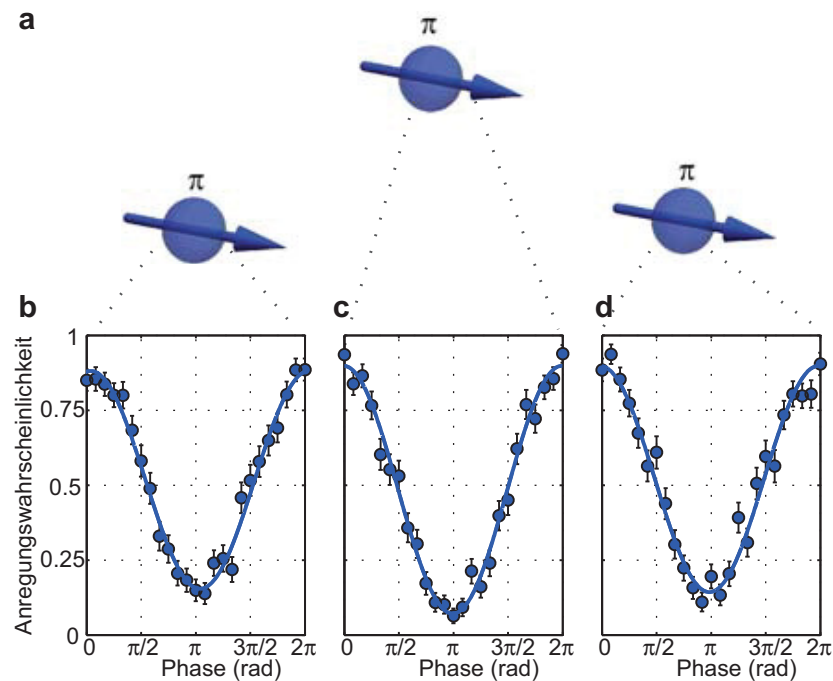 a
π
π
π
b
c
d
Anregungswahrscheinlichkeit
1
0.75
0.5
0.25
0
0 π/2 π 3π/2 2π
0 π/2 π 3π/2 2π
0 π/2 π 3π/2 2π
Phase (rad)
Phase (rad)
Phase (rad)